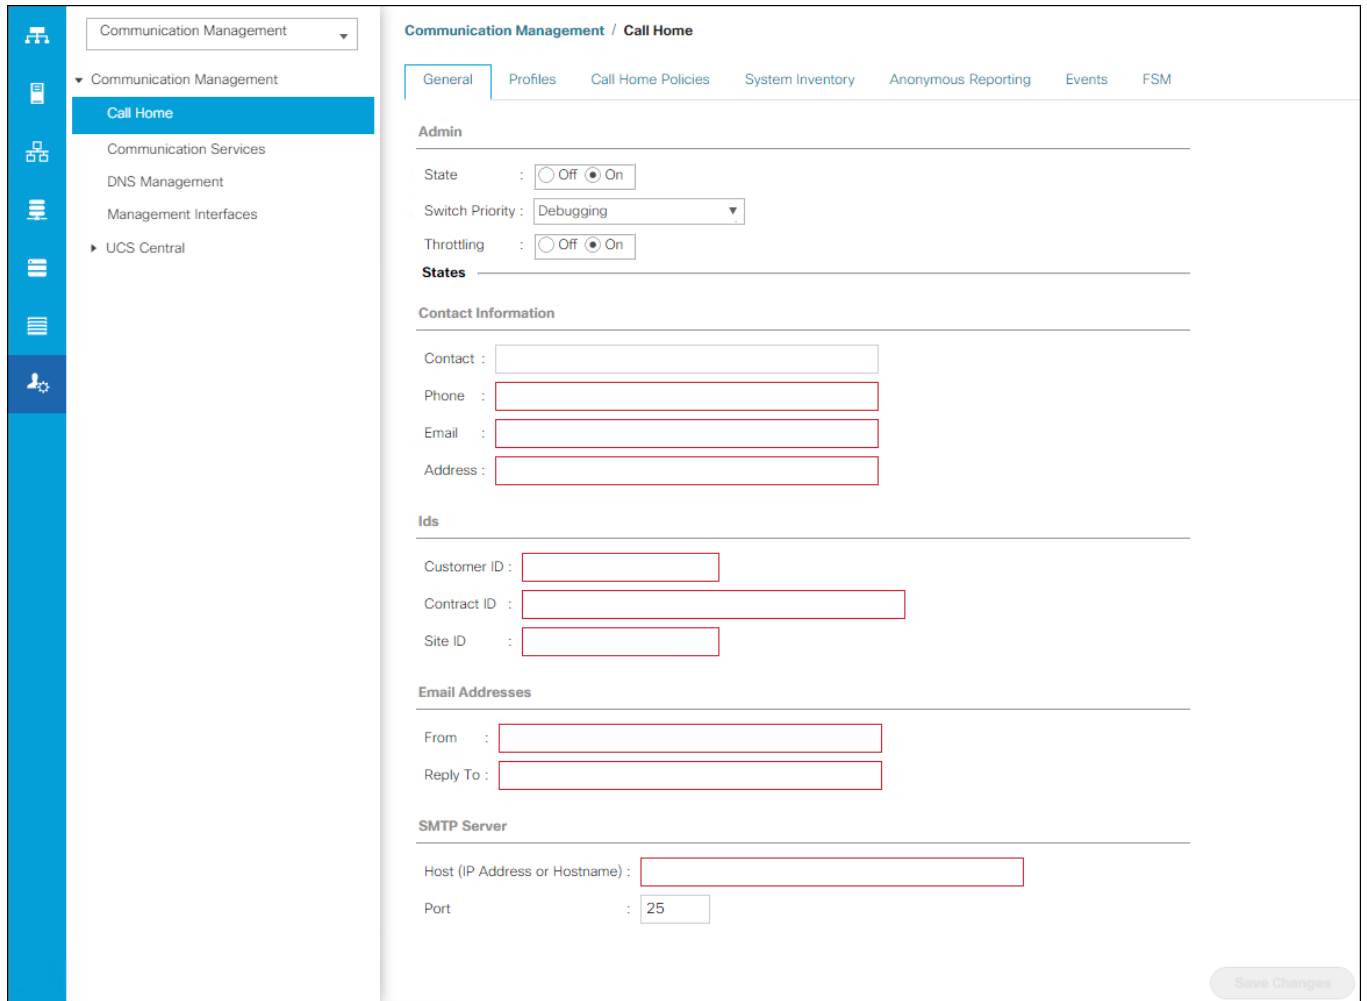 Communication Management
Communication Management
Call Home
Communication Services
DNS Management
Management Interfaces
UCS Central
Communication Management / Call Home
General Profiles Call Home Policies System Inventory Anonymous Reporting Events FSM
Admin
State : Off On
Switch Priority : Debugging
Throttling : Off On
States
Contact Information
Contact :
Phone :
Email :
Address :
Ids
Customer ID :
Contract ID :
Site ID :
Email Addresses
From :
Reply To :
SMTP Server
Host (IP Address or Hostname) :
Port : 25
Save Changes